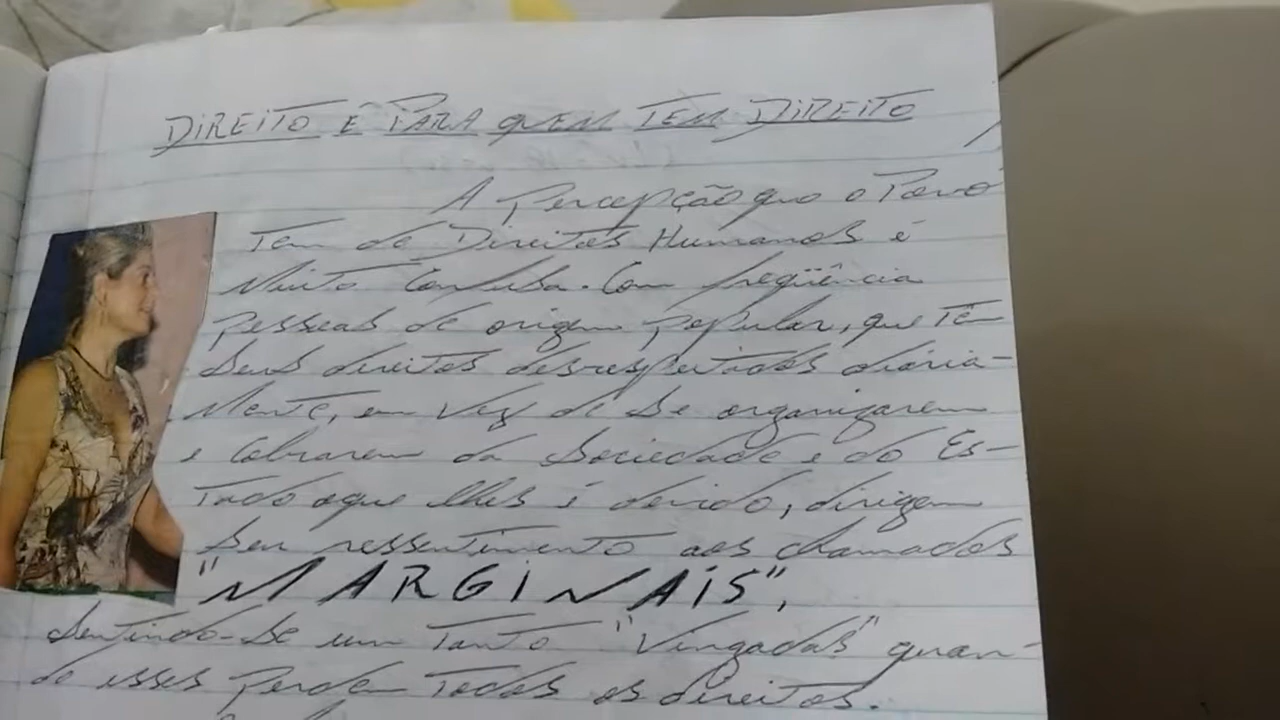 DIREITO É PARA QUEM TEM DIREITO
A Percepção que o Povo
Tem de Direitos Humanos é
Muito Confusa. Com freqüência
pessoas de origem popular, que Têm
seus direitos desrespeitados diaria-
mente, em vez de se organizarem
e cobrarem da sociedade e do Es-
tado o que lhes é devido, dirigem
seu ressentimento aos chamados
"MARGINAIS",
sentindo-se um Tanto "Vingadas" quan-
do esses Perdem Todos os direitos.